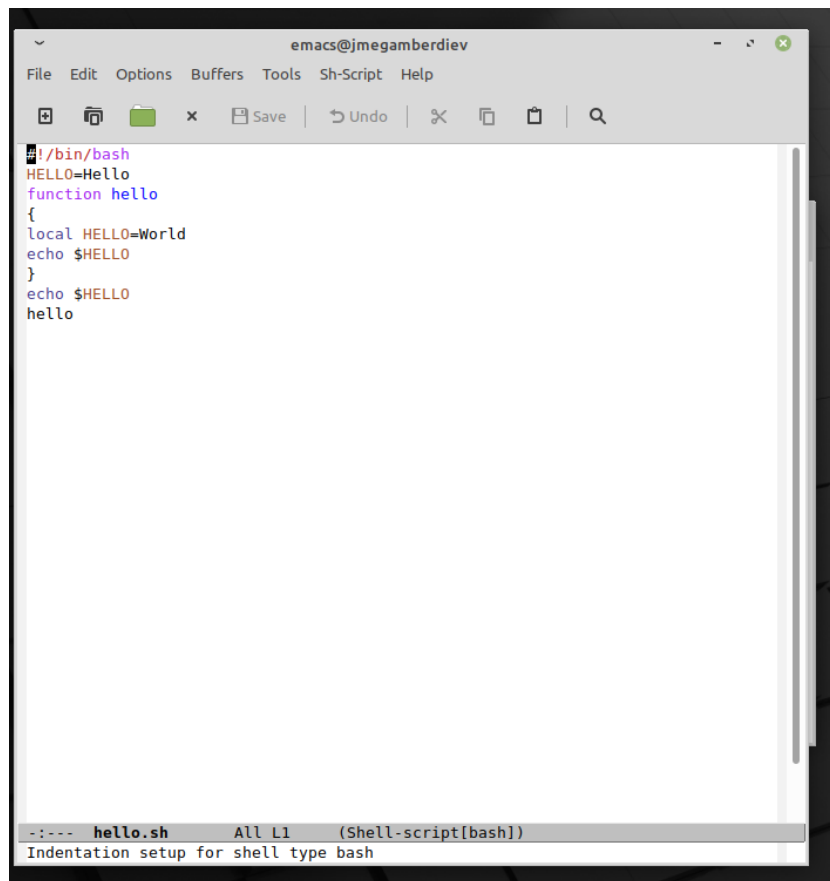 emacs@jmegamberdiev
File Edit Options Buffers Tools Sh-Script Help
Save Undo
#!/bin/bash
HELLO=Hello
function hello
{
local HELLO=World
echo $HELLO
}
echo $HELLO
hello
-:--- hello.sh All L1 (Shell-script[bash])
Indentation setup for shell type bash